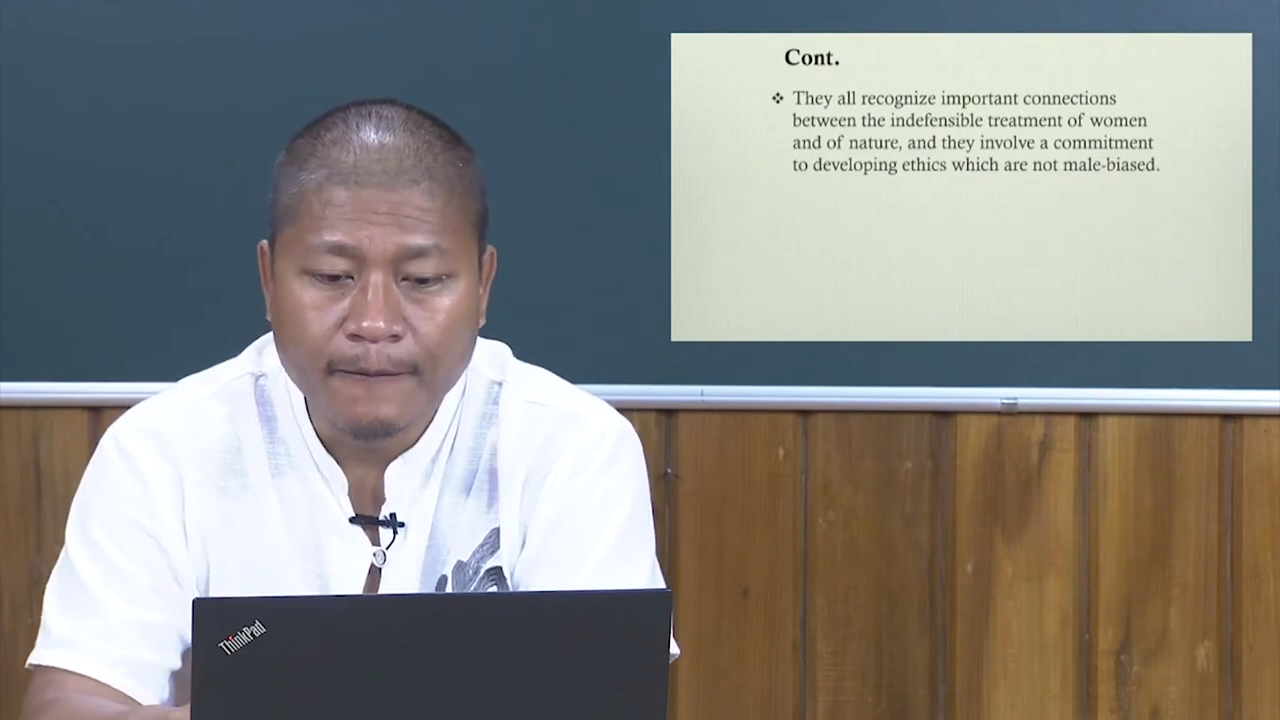 Cont.
❖ They all recognize important connections
between the indefensible treatment of women
and of nature, and they involve a commitment
to developing ethics which are not male-biased.
ThinkPad